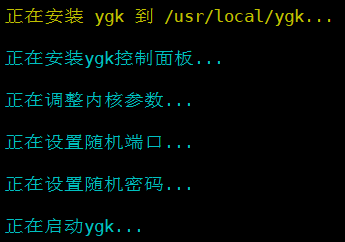 正在安装 ygk 到 /usr/local/ygk...
正在安装ygk控制面板...
正在调整内核参数...
正在设置随机端口...
正在设置随机密码...
正在启动ygk...